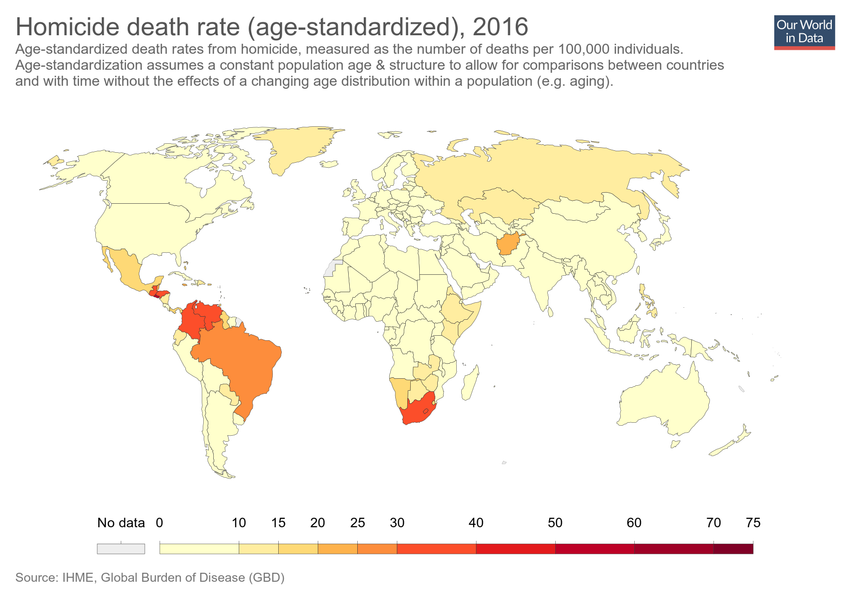 Homicide death rate (age-standardized), 2016
Our World
in Data
Age-standardized death rates from homicide, measured as the number of deaths per 100,000 individuals.
Age-standardization assumes a constant population age & structure to allow for comparisons between countries
and with time without the effects of a changing age distribution within a population (e.g. aging).
No data 0 10 15 20 25 30 40 50 60 70 75
Source: IHME, Global Burden of Disease (GBD)